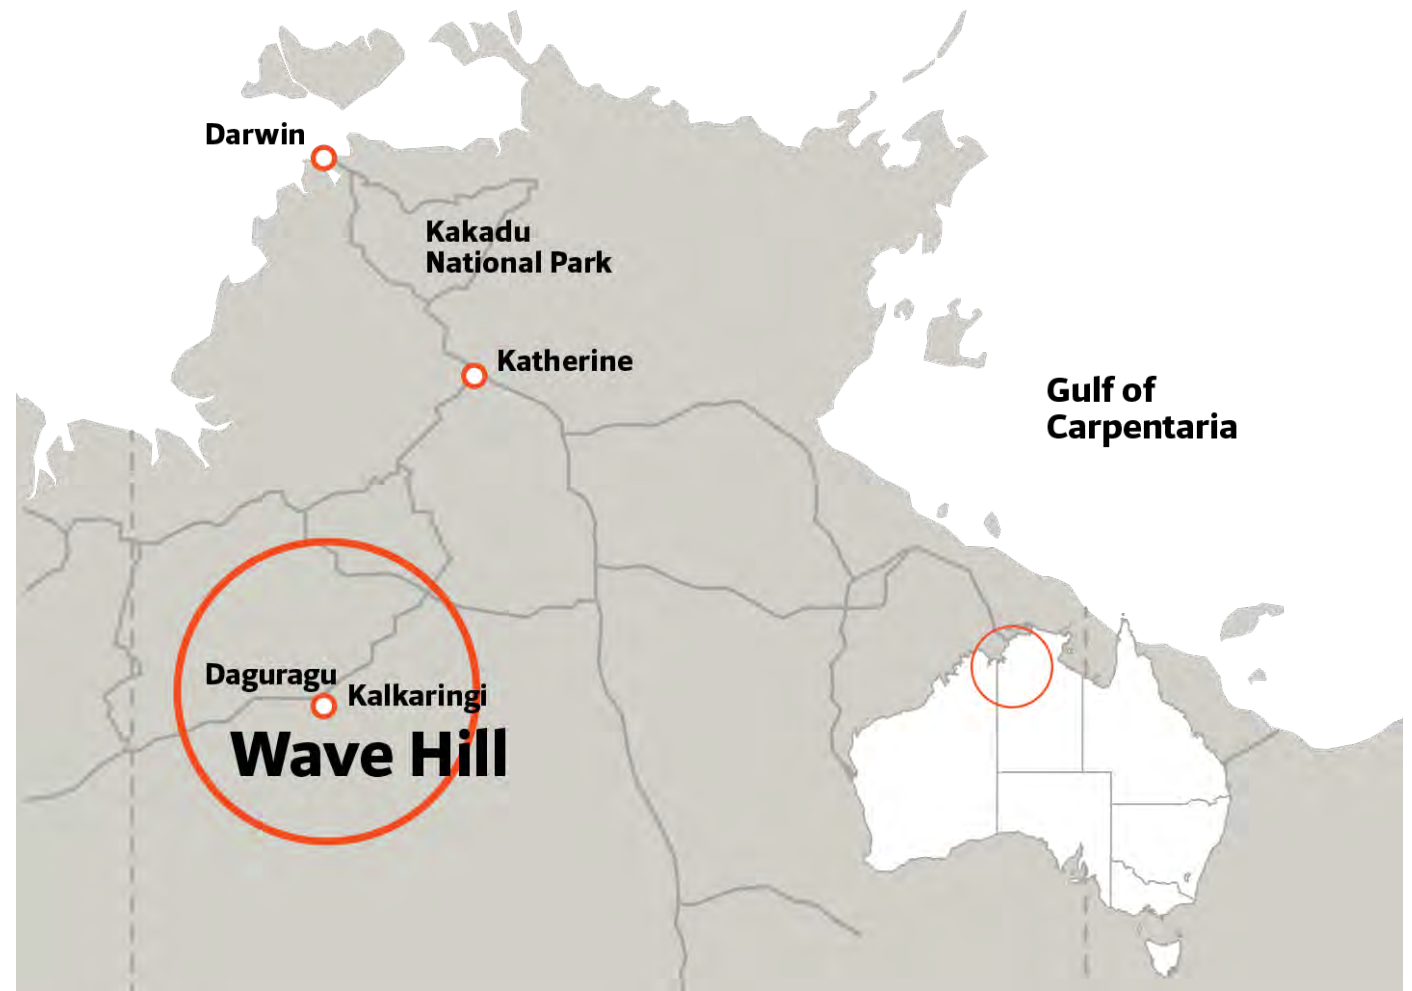 Darwin
Kakadu
National Park
Katherine
Gulf of
Carpentaria
Daguragu
Kalkaringi
Wave Hill